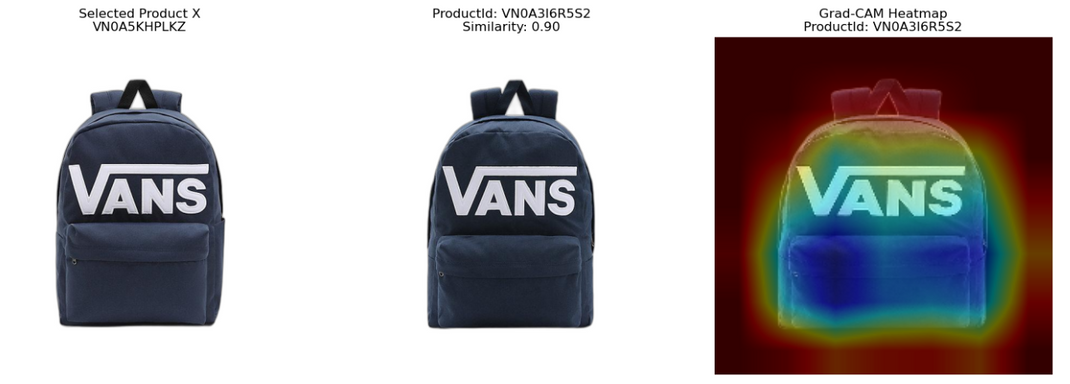 Selected Product X
VN0A5KHPLKZ
ProductId: VN0A3I6R5S2
Similarity: 0.90
Grad-CAM Heatmap
ProductId: VN0A3I6R5S2
VANS
VANS
VANS